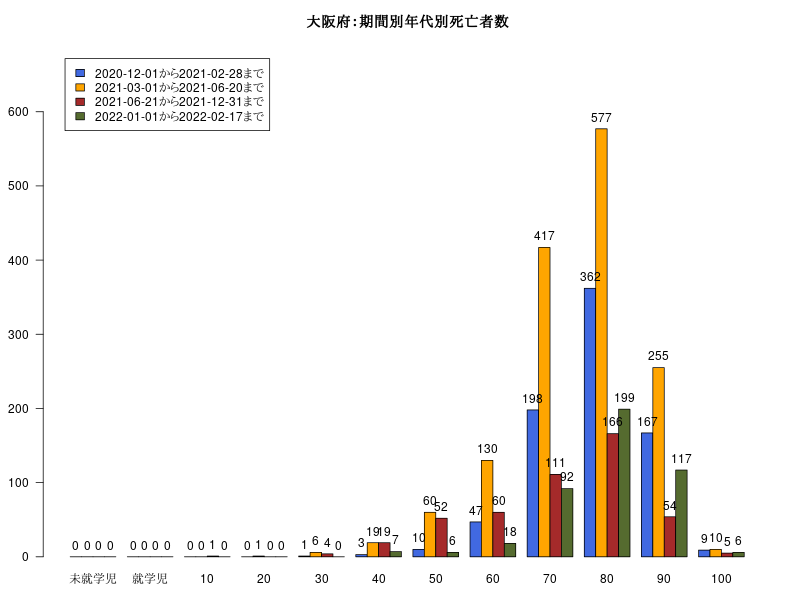 大阪府:期間別年代別死亡者数
2020-12-01から2021-02-28まで
2021-03-01から2021-06-20まで
2021-06-21から2021-12-31まで
2022-01-01から2022-02-17まで
600
500
400
300
200
100
0
0 0 0 0
0 0 0 0
0 0 1 0
0 1 0 0
1 6 4 0
3 19 19 7
10 60 52 6
47 130 60 18
198 417 111 92
362 577 166 199
167 255 54 117
9 10 5 6
未就学児 就学児 10 20 30 40 50 60 70 80 90 100